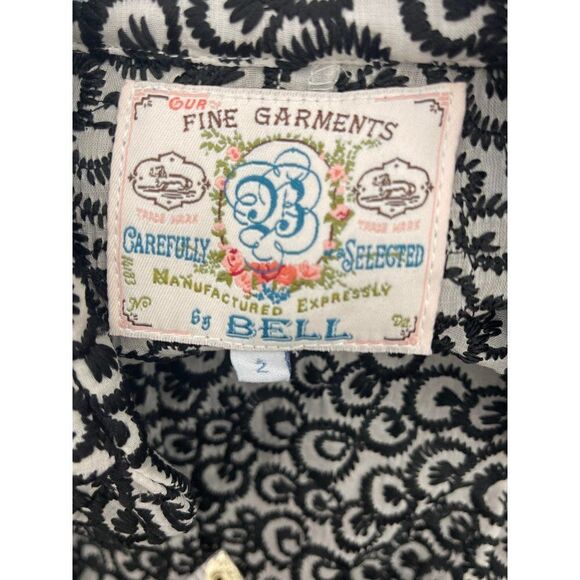 OUR
FINE GARMENTS
B
TRADE MARK TRADE MARK
CAREFULLY SELECTED
MANUFACTURED EXPRESSLY
by BELL
2